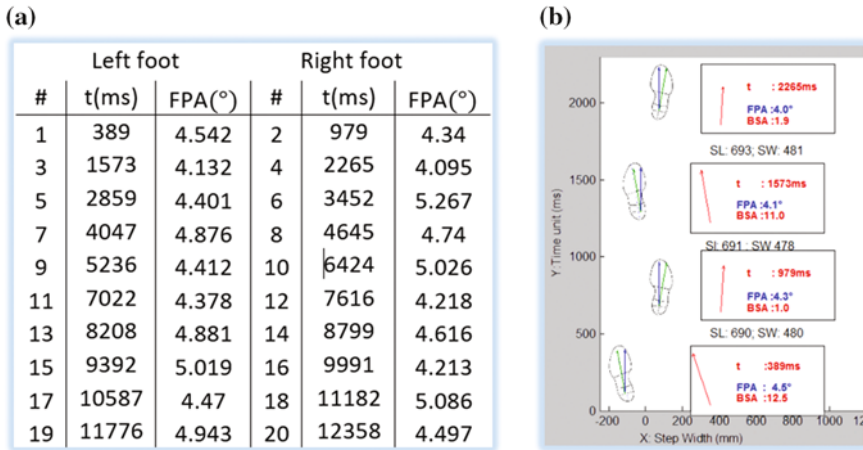 (a)
Left foot Right foot
# t(ms) FPA(°) # t(ms) FPA(°)
1 389 4.542 2 979 4.34
3 1573 4.132 4 2265 4.095
5 2859 4.401 6 3452 5.267
7 4047 4.876 8 4645 4.74
9 5236 4.412 10 6424 5.026
11 7022 4.378 12 7616 4.218
13 8208 4.881 14 8799 4.616
15 9392 5.019 16 9991 4.213
17 10587 4.47 18 11182 5.086
19 11776 4.943 20 12358 4.497
(b)
Y:Time unit (ms)
2000
1500
1000
500
0
t : 2265ms
FPA :4.0°
BSA :1.9
SL: 693; SW: 481
t : 1573ms
FPA :4.1°
BSA :11.0
SL: 691 ; SW 478
t : 979ms
FPA :4.3°
BSA :1.0
SL: 690; SW: 480
t :389ms
FPA : 4.5°
BSA :12.5
-200 0 200 400 600 800 1000
X: Step Width (mm)